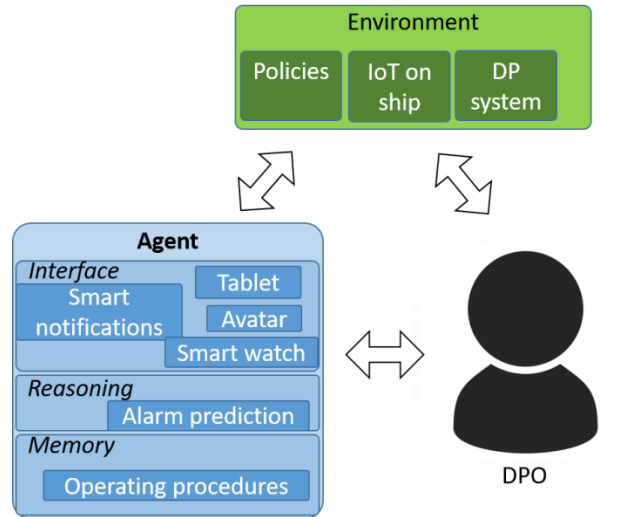 Environment
Policies
IoT on
ship
DP
system
Agent
Interface
Smart
notifications
Tablet
Avatar
Smart watch
Reasoning
Alarm prediction
Memory
Operating procedures
DPO